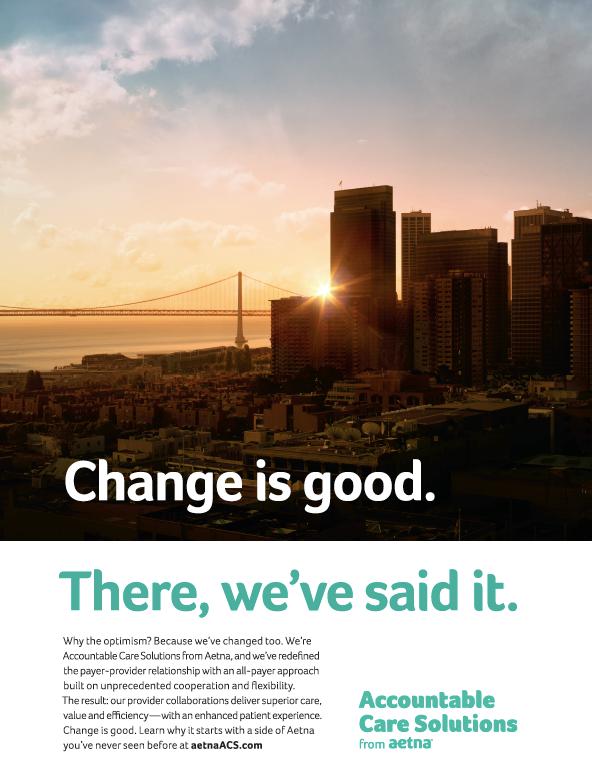 Change is good.
There, we've said it.
Why the optimism? Because we've changed too. We're
Accountable Care Solutions from Aetna, and we've redefined
the payer-provider relationship with an all-payer approach
built on unprecedented cooperation and flexibility.
The result: our provider collaborations deliver superior care,
value and efficiency—with an enhanced patient experience.
Change is good. Learn why it starts with a side of Aetna
you've never seen before at aetnaACS.com
Accountable
Care Solutions
from aetna